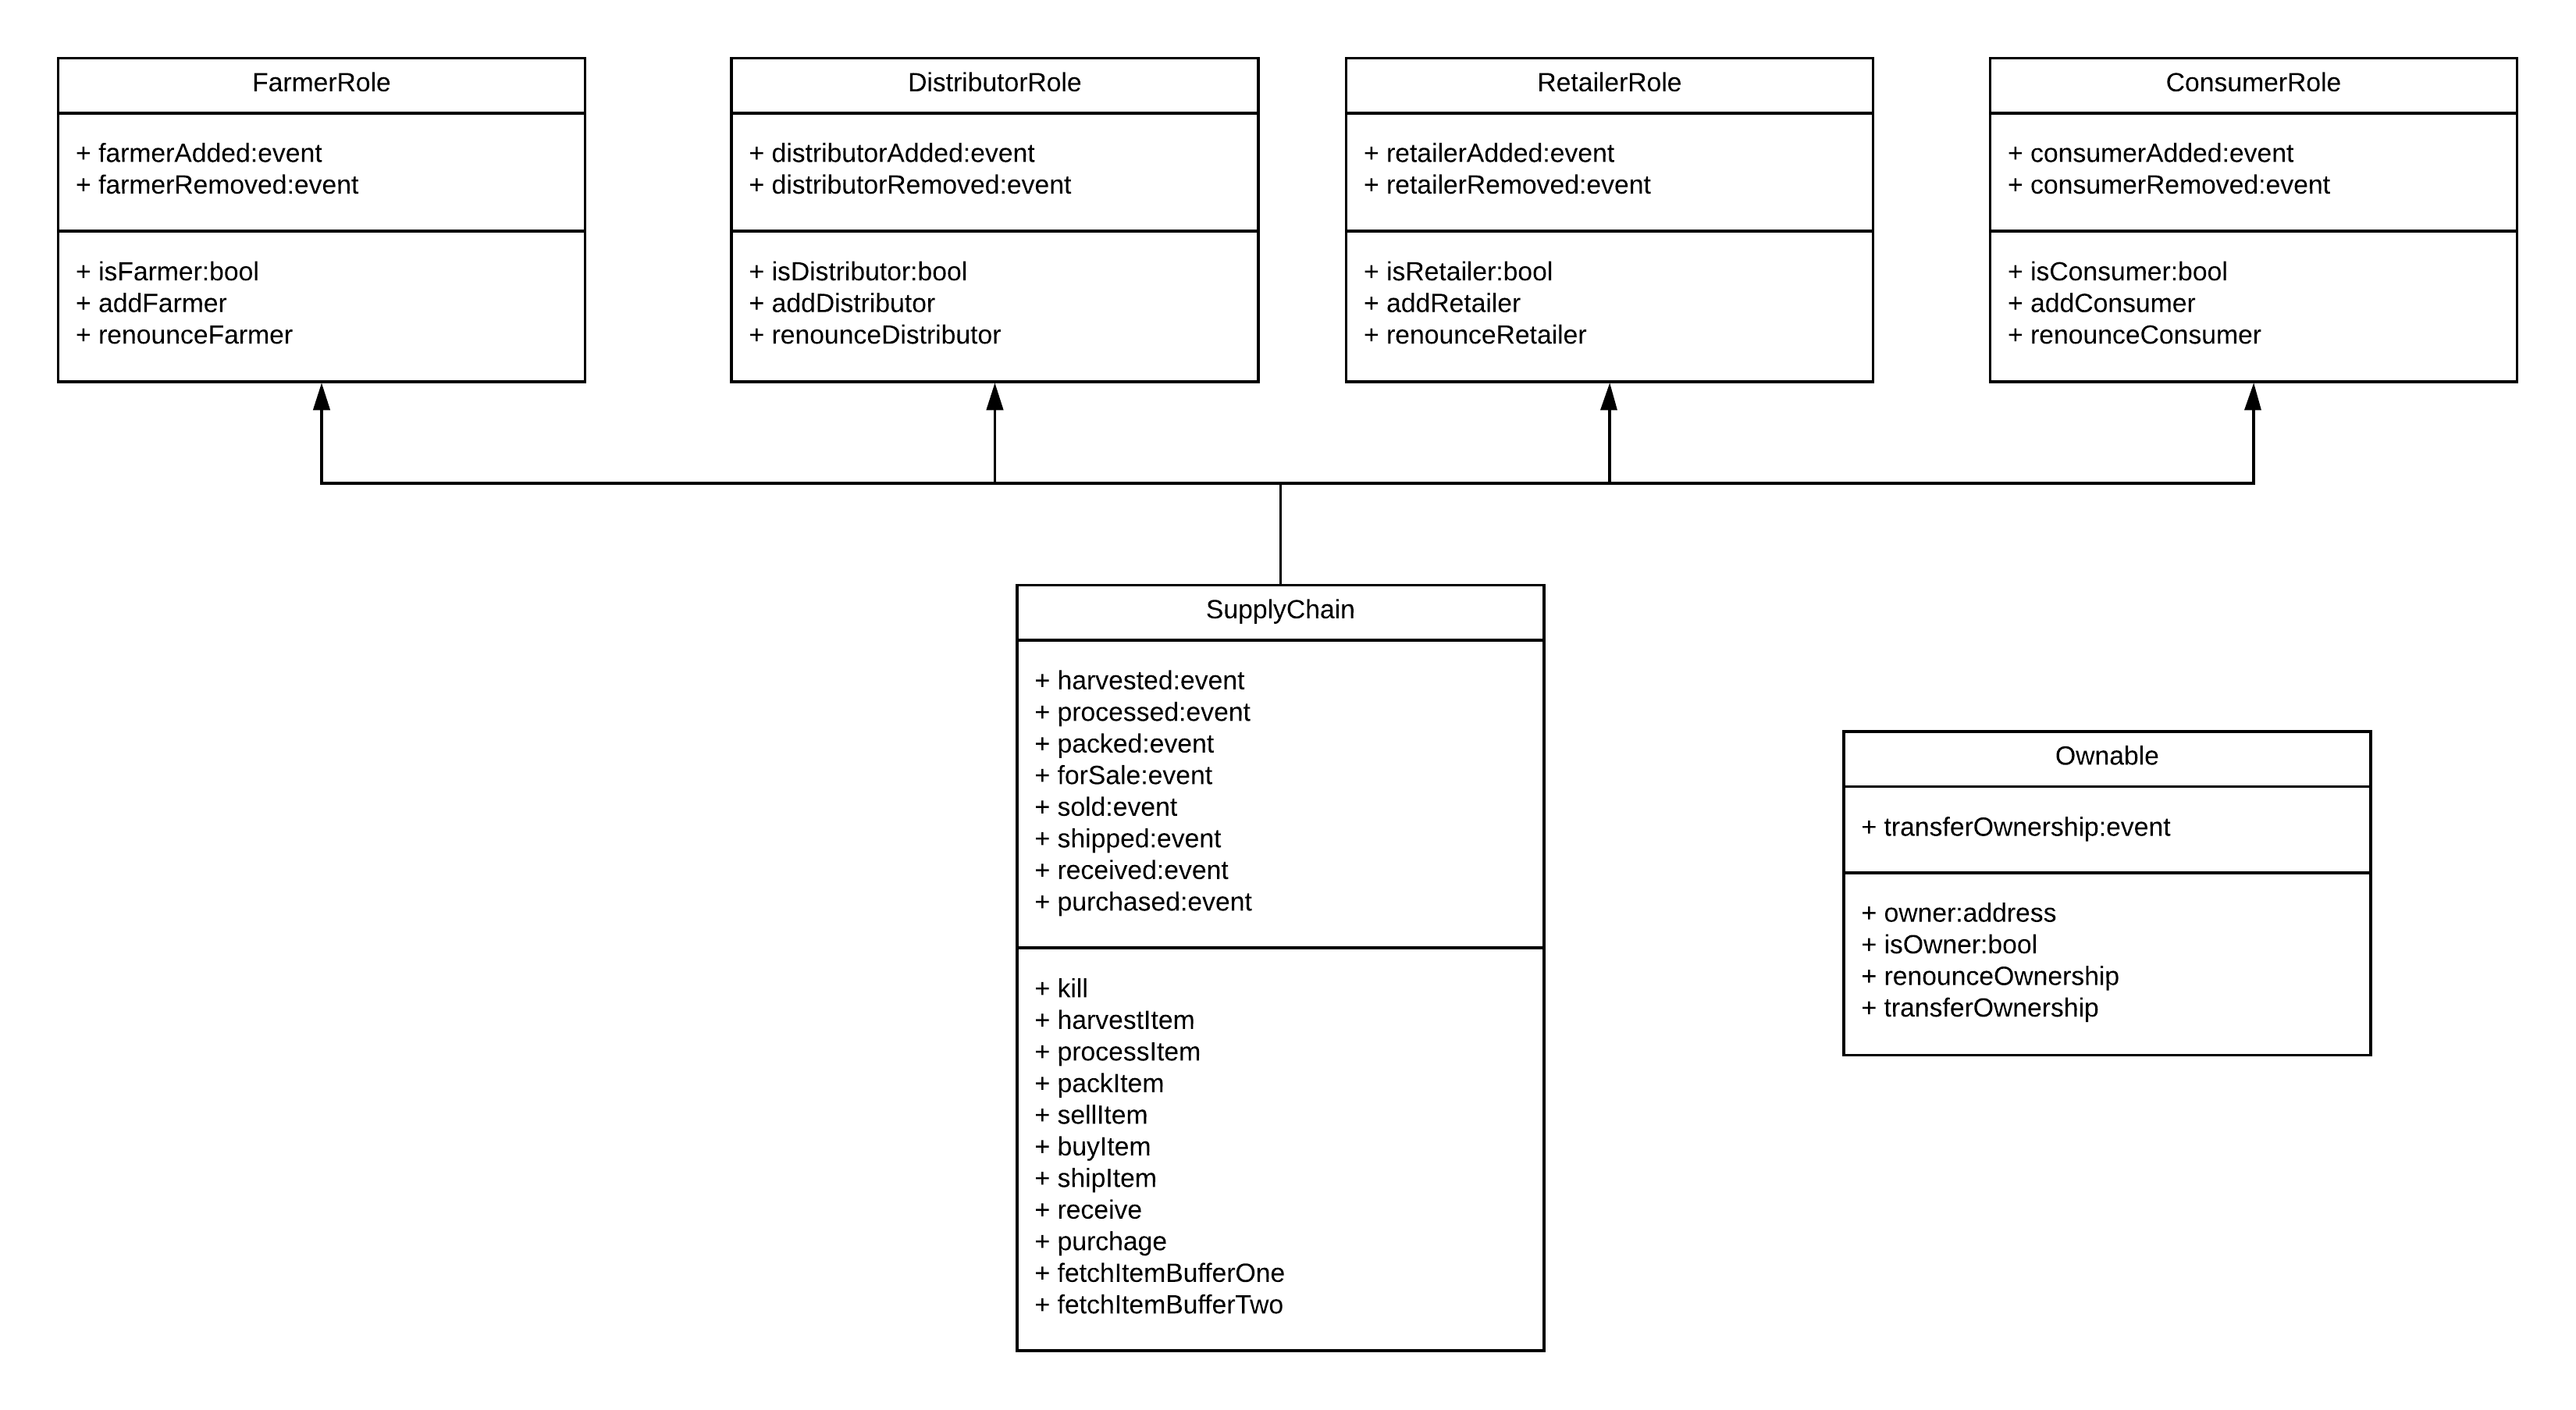 FarmerRole
+ farmerAdded:event
+ farmerRemoved:event
+ isFarmer:bool
+ addFarmer
+ renounceFarmer
DistributorRole
+ distributorAdded:event
+ distributorRemoved:event
+ isDistributor:bool
+ addDistributor
+ renounceDistributor
RetailerRole
+ retailerAdded:event
+ retailerRemoved:event
+ isRetailer:bool
+ addRetailer
+ renounceRetailer
ConsumerRole
+ consumerAdded:event
+ consumerRemoved:event
+ isConsumer:bool
+ addConsumer
+ renounceConsumer
SupplyChain
+ harvested:event
+ processed:event
+ packed:event
+ forSale:event
+ sold:event
+ shipped:event
+ received:event
+ purchased:event
+ kill
+ harvestItem
+ processItem
+ packItem
+ sellItem
+ buyItem
+ shipItem
+ receive
+ purchage
+ fetchItemBufferOne
+ fetchItemBufferTwo
Ownable
+ transferOwnership:event
+ owner:address
+ isOwner:bool
+ renounceOwnership
+ transferOwnership